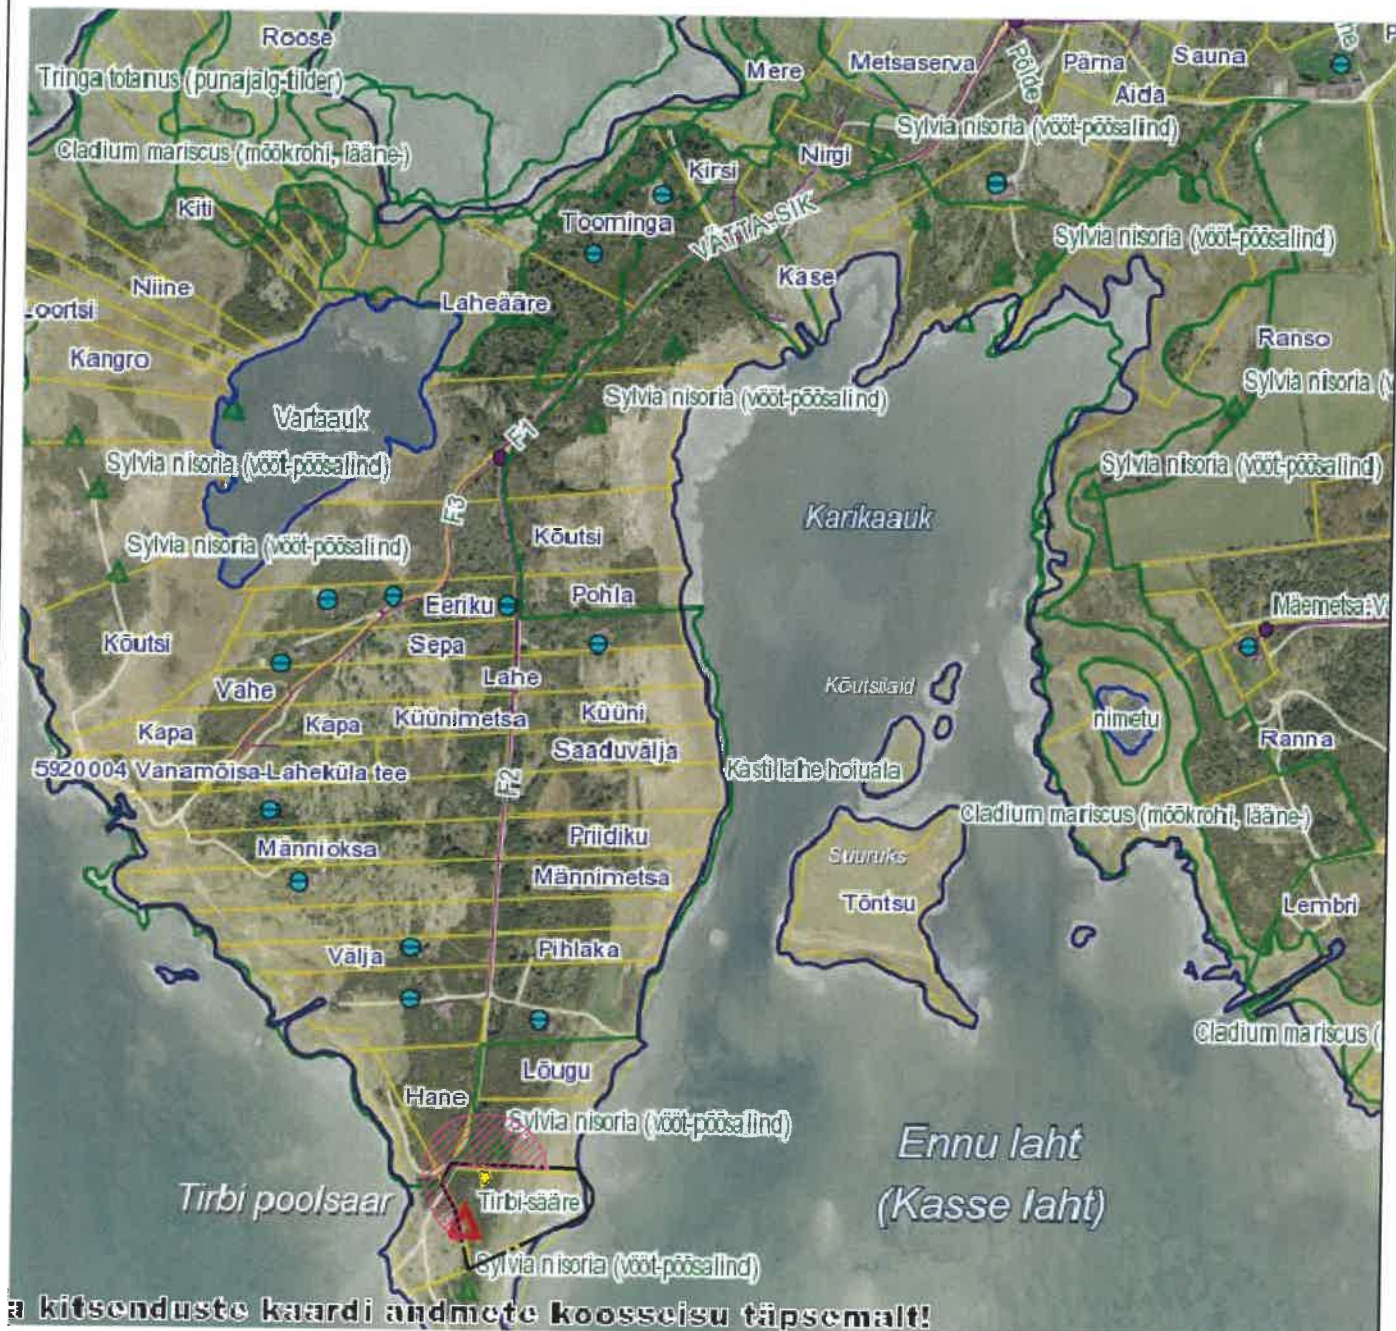 Roose
Tringa totanus (punajalg-tilder)
Mere
Metsaserva
Põlde
Pärna
Sauna
Aida
Sylvia nisoria (vööt-põõsalind)
Cladium mariscus (mõõkrohi, lääne-)
Nirgi
Kirsi
Kiti
Toominga
VÄTTA:SIK
Sylvia nisoria (vööt-põõsalind)
Kase
Niine
Laheääre
Loortsi
Kangro
Ranso
Sylvia nisoria (v
Sylvia nisoria (vööt-põõsalind)
Vartaauk
F1
Sylvia nisoria (vööt-põõsalind)
Sylvia nisoria (vööt-põõsalind)
F3
Karikaauk
Kõutsi
Sylvia nisoria (vööt-põõsalind)
Pohla
Eeriku
Mäemetsa:V
Kõutsi
Sepa
Lahe
Vahe
Kõutsilaid
Küünimetsa
Küüni
nimetu
Kapa
Kapa
Ranna
Saaduvälja
5920004 Vanamõisa-Laheküla tee
Kasti lahe hoiuala
F2
Cladium mariscus (mõõkrohi, lääne-)
Priidiku
Männioksa
Suuruks
Männimetsa
Tõntsu
Lembri
Välja
Pihlaka
Cladium mariscus (
Lõugu
Hane
Sylvia nisoria (vööt-põõsalind)
Ennu laht
(Kasse laht)
Tirbi poolsaar
Tirbi-sääre
Sylvia nisoria (vööt-põõsalind)
a kitsenduste kaardi andmete koosseisu täpsemalt!